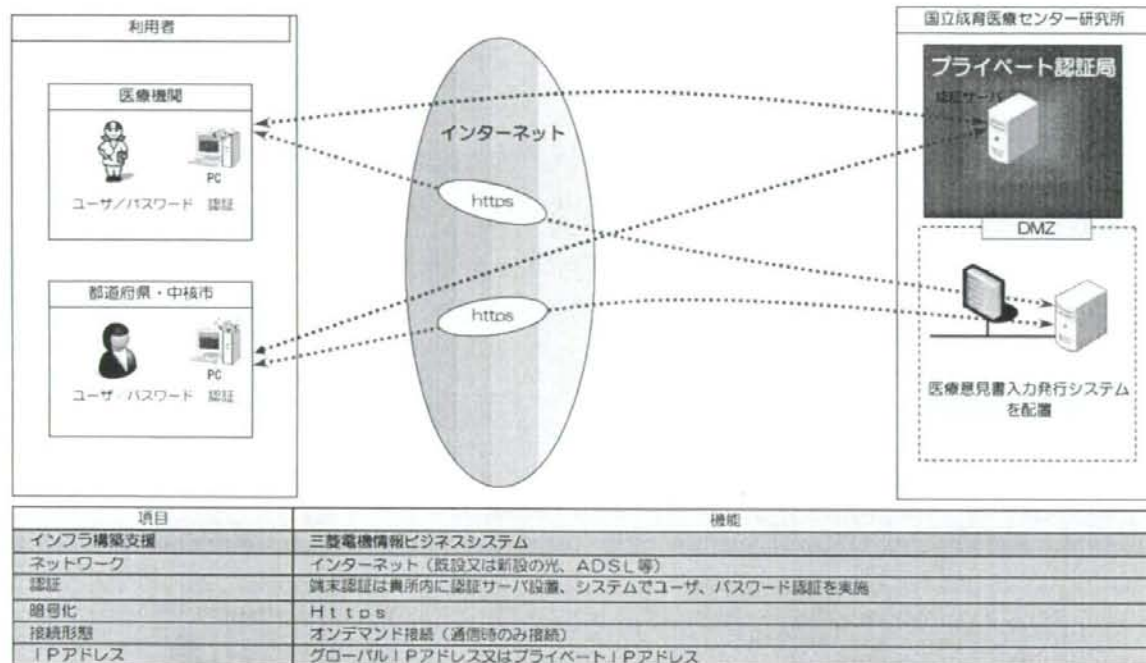 利用者
医療機関
PC
ユーザ/パスワード 認証
都道府県・中核市
PC
ユーザ/パスワード 認証
インターネット
https
https
国立成育医療センター研究所
プライベート認証局
認証サーバ
DMZ
医療意見書入力発行システム
を配置
項目 機能
インフラ構築支援 三菱電機情報ビジネスシステム
ネットワーク インターネット(既設又は新設の光、ADSL等)
認証 端末認証は貴所内に認証サーバ設置、システムでユーザ、パスワード認証を実施
暗号化 Https
接続形態 オンデマンド接続(通信時のみ接続)
IPアドレス グローバルIPアドレス又はプライベートIPアドレス